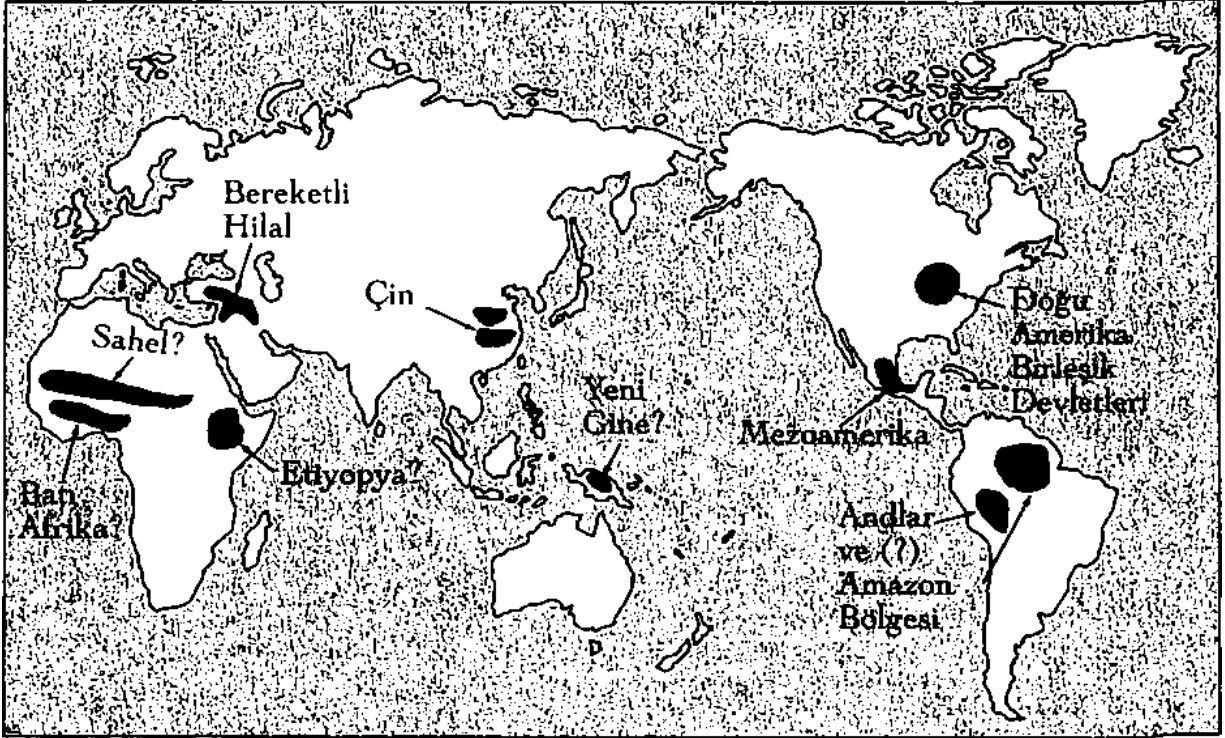 Bereketli
Hilal
Çin
Sahel?
Batı
Afrika?
Etiyopya?
Yeni
Gine?
Doğu
Amerika
Birleşik
Devletleri
Mezoamerika
Andlar
ve (?)
Amazon
Bölgesi